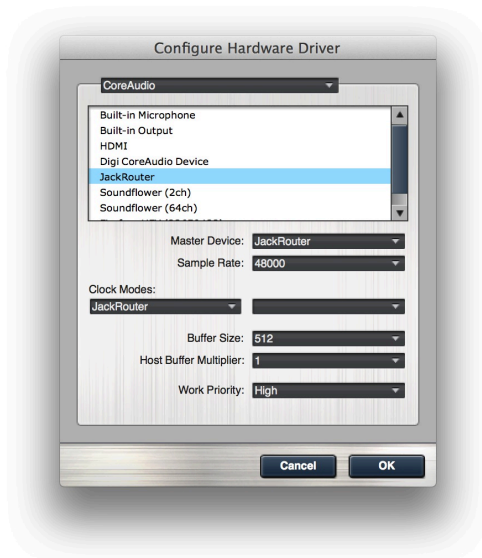 Configure Hardware Driver
CoreAudio
Built-in Microphone
Built-in Output
HDMI
Digi CoreAudio Device
JackRouter
Soundflower (2ch)
Soundflower (64ch)
Master Device: JackRouter
Sample Rate: 48000
Clock Modes:
JackRouter
Buffer Size: 512
Host Buffer Multiplier: 1
Work Priority: High
Cancel OK